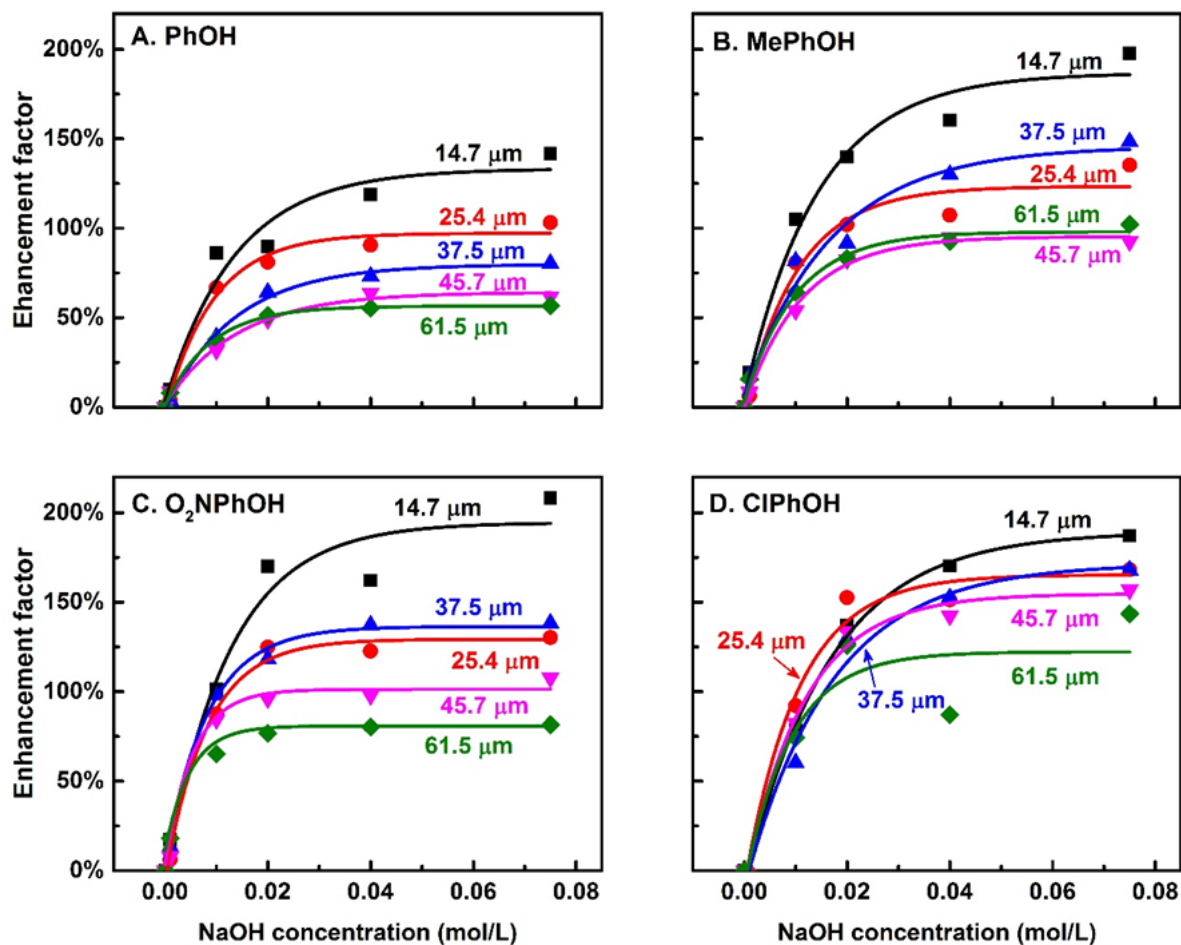 A. PhOH
200%
150%
100%
50%
0%
Ehancement factor
14.7 μm
25.4 μm
37.5 μm
45.7 μm
61.5 μm
B. MePhOH
14.7 μm
37.5 μm
25.4 μm
61.5 μm
45.7 μm
C. O₂NPhOH
200%
150%
100%
50%
0%
Enhancement factor
14.7 μm
37.5 μm
25.4 μm
45.7 μm
61.5 μm
0.00 0.02 0.04 0.06 0.08
NaOH concentration (mol/L)
D. ClPhOH
14.7 μm
25.4 μm
45.7 μm
37.5 μm
61.5 μm
0.00 0.02 0.04 0.06 0.08
NaOH concentration (mol/L)